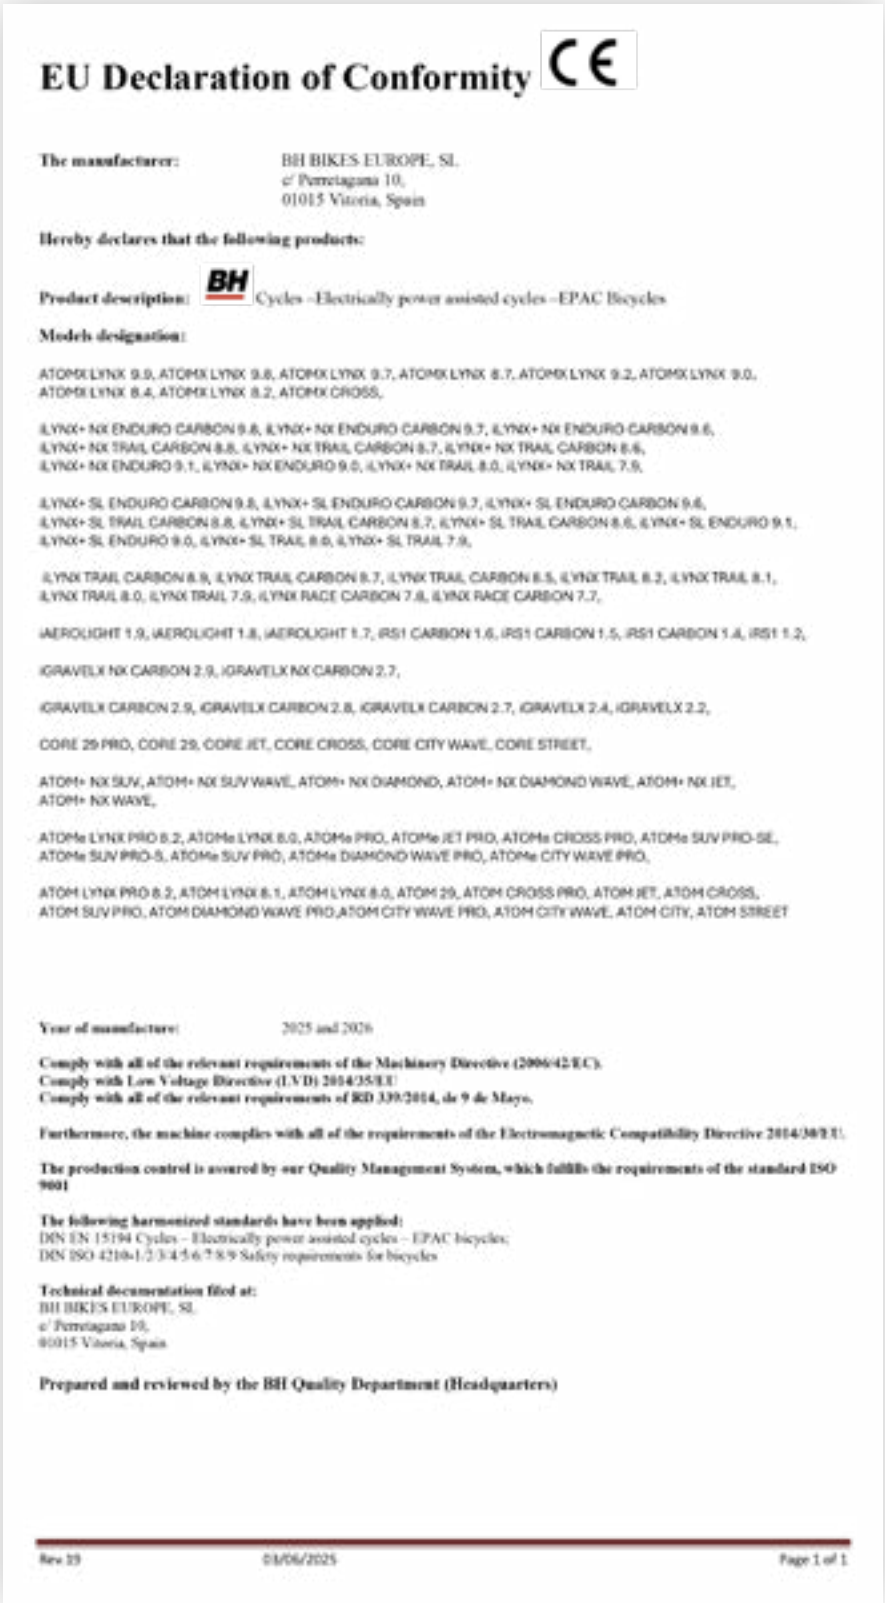 EU Declaration of Conformity CE
The manufacturer: BH BIKES EUROPE, SL
c/ Perretagana 10,
01015 Vitoria, Spain
Hereby declares that the following products:
Product description: BH Cycles –Electrically power assisted cycles –EPAC Bicycles
Models designation:
ATOMX LYNX 9.9, ATOMX LYNX 9.8, ATOMX LYNX 9.7, ATOMX LYNX 8.7, ATOMX LYNX 9.2, ATOMX LYNX 9.0,
ATOMX LYNX 8.4, ATOMX LYNX 8.2, ATOMX CROSS,
iLYNX+ NX ENDURO CARBON 9.8, iLYNX+ NX ENDURO CARBON 9.7, iLYNX+ NX ENDURO CARBON 9.6,
iLYNX+ NX TRAIL CARBON 8.8, iLYNX+ NX TRAIL CARBON 8.7, iLYNX+ NX TRAIL CARBON 8.6,
iLYNX+ NX ENDURO 9.1, iLYNX+ NX ENDURO 9.0, iLYNX+ NX TRAIL 8.0, iLYNX+ NX TRAIL 7.9,
iLYNX+ SL ENDURO CARBON 9.8, iLYNX+ SL ENDURO CARBON 9.7, iLYNX+ SL ENDURO CARBON 9.6,
iLYNX+ SL TRAIL CARBON 8.8, iLYNX+ SL TRAIL CARBON 8.7, iLYNX+ SL TRAIL CARBON 8.6, iLYNX+ SL ENDURO 9.1,
iLYNX+ SL ENDURO 9.0, iLYNX+ SL TRAIL 8.0, iLYNX+ SL TRAIL 7.9,
iLYNX TRAIL CARBON 8.9, iLYNX TRAIL CARBON 8.7, iLYNX TRAIL CARBON 8.5, iLYNX TRAIL 8.2, iLYNX TRAIL 8.1,
iLYNX TRAIL 8.0, iLYNX TRAIL 7.9, iLYNX RACE CARBON 7.8, iLYNX RACE CARBON 7.7,
iAEROLIGHT 1.9, iAEROLIGHT 1.8, iAEROLIGHT 1.7, iRS1 CARBON 1.6, iRS1 CARBON 1.5, iRS1 CARBON 1.4, iRS1 1.2,
iGRAVELX NX CARBON 2.9, iGRAVELX NX CARBON 2.7,
iGRAVELX CARBON 2.9, iGRAVELX CARBON 2.8, iGRAVELX CARBON 2.7, iGRAVELX 2.4, iGRAVELX 2.2,
CORE 29 PRO, CORE 29, CORE JET, CORE CROSS, CORE CITY WAVE, CORE STREET,
ATOM+ NX SUV, ATOM+ NX SUV WAVE, ATOM+ NX DIAMOND, ATOM+ NX DIAMOND WAVE, ATOM+ NX JET,
ATOM+ NX WAVE,
ATOMe LYNX PRO 8.2, ATOMe LYNX 8.0, ATOMe PRO, ATOMe JET PRO, ATOMe CROSS PRO, ATOMe SUV PRO-SE,
ATOMe SUV PRO-S, ATOMe SUV PRO, ATOMe DIAMOND WAVE PRO, ATOMe CITY WAVE PRO,
ATOM LYNX PRO 8.2, ATOM LYNX 8.1, ATOM LYNX 8.0, ATOM 29, ATOM CROSS PRO, ATOM JET, ATOM CROSS,
ATOM SUV PRO, ATOM DIAMOND WAVE PRO,ATOM CITY WAVE PRO, ATOM CITY WAVE, ATOM CITY, ATOM STREET
Year of manufacture: 2025 and 2026
Comply with all of the relevant requirements of the Machinery Directive (2006/42/EC).
Comply with Low Voltage Directive (LVD) 2014/35/EU
Comply with all of the relevant requirements of RD 339/2014, de 9 de Mayo.
Furthermore, the machine complies with all of the requirements of the Electromagnetic Compatibility Directive 2014/30/EU.
The production control is assured by our Quality Management System, which fulfills the requirements of the standard ISO
9001
The following harmonized standards have been applied:
DIN EN 15194 Cycles – Electrically power assisted cycles – EPAC bicycles;
DIN ISO 4210-1/2/3/4/5/6/7/8/9 Safety requirements for bicycles
Technical documentation filed at:
BH BIKES EUROPE, SL
c/ Perretagana 10,
01015 Vitoria, Spain
Prepared and reviewed by the BH Quality Department (Headquarters)
Rev.19 03/06/2025 Page 1 of 1